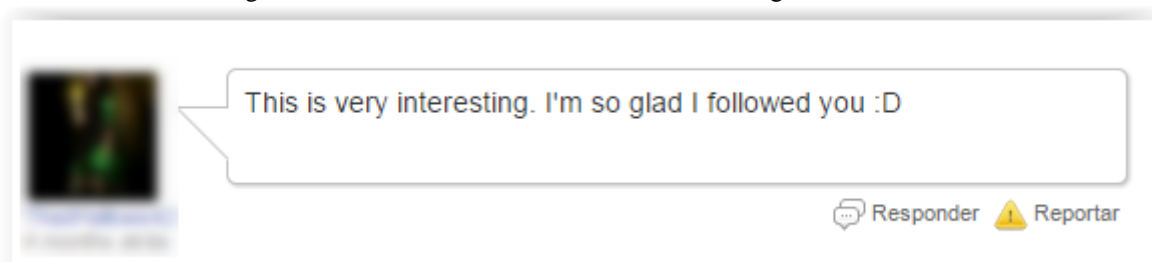 This is very interesting. I'm so glad I followed you :D
Responder Reportar